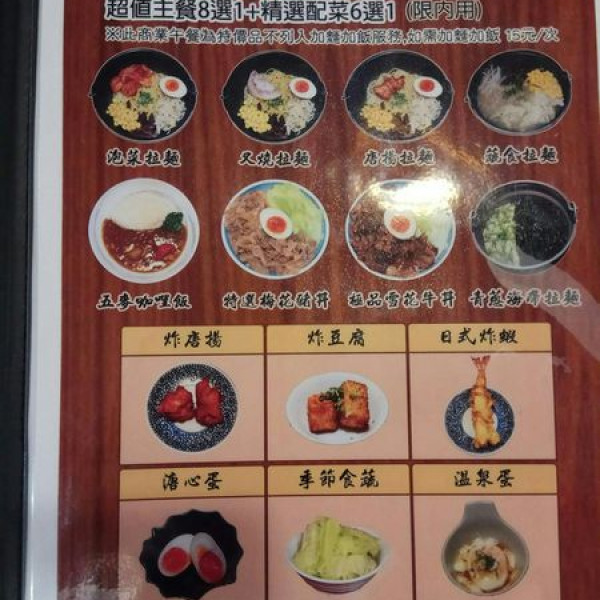 超值主餐8選1+精選配菜6選1 (限內用)
※此商業午餐為特價品不列入加麵加飯服務,如需加麵加飯 15元/次
泡菜拉麵 叉燒拉麵 唐揚拉麵 蔬食拉麵
五麥咖哩飯 特選梅花豬丼 極品雪花牛丼 青蔥海帶拉麵
炸唐揚 炸豆腐 日式炸蝦
溏心蛋 季節食蔬 溫泉蛋